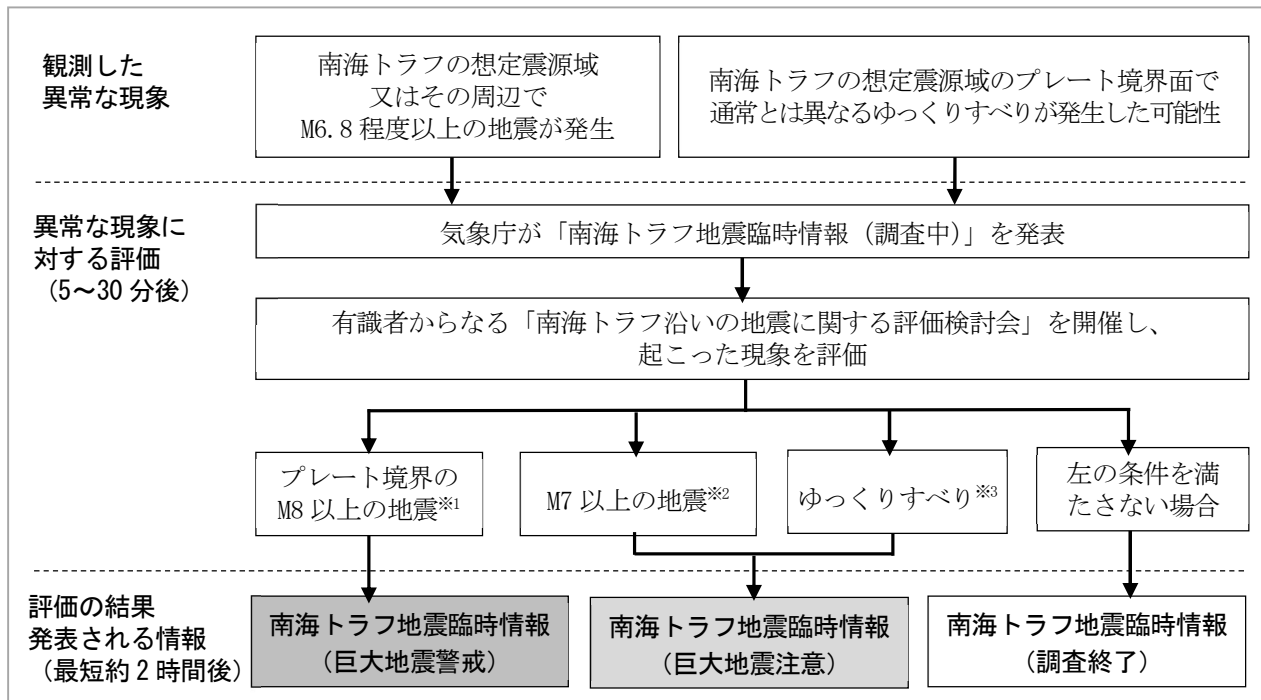 観測した
異常な現象
南海トラフの想定震源域
又はその周辺で
M6.8 程度以上の地震が発生
南海トラフの想定震源域のプレート境界面で
通常とは異なるゆっくりすべりが発生した可能性
異常な現象に
対する評価
(5～30 分後)
気象庁が「南海トラフ地震臨時情報（調査中）」を発表
有識者からなる「南海トラフ沿いの地震に関する評価検討会」を開催し、
起こった現象を評価
プレート境界の
M8 以上の地震※1
M7 以上の地震※2
ゆっくりすべり※3
左の条件を満
たさない場合
評価の結果
発表される情報
(最短約 2 時間後)
南海トラフ地震臨時情報
（巨大地震警戒）
南海トラフ地震臨時情報
（巨大地震注意）
南海トラフ地震臨時情報
（調査終了）